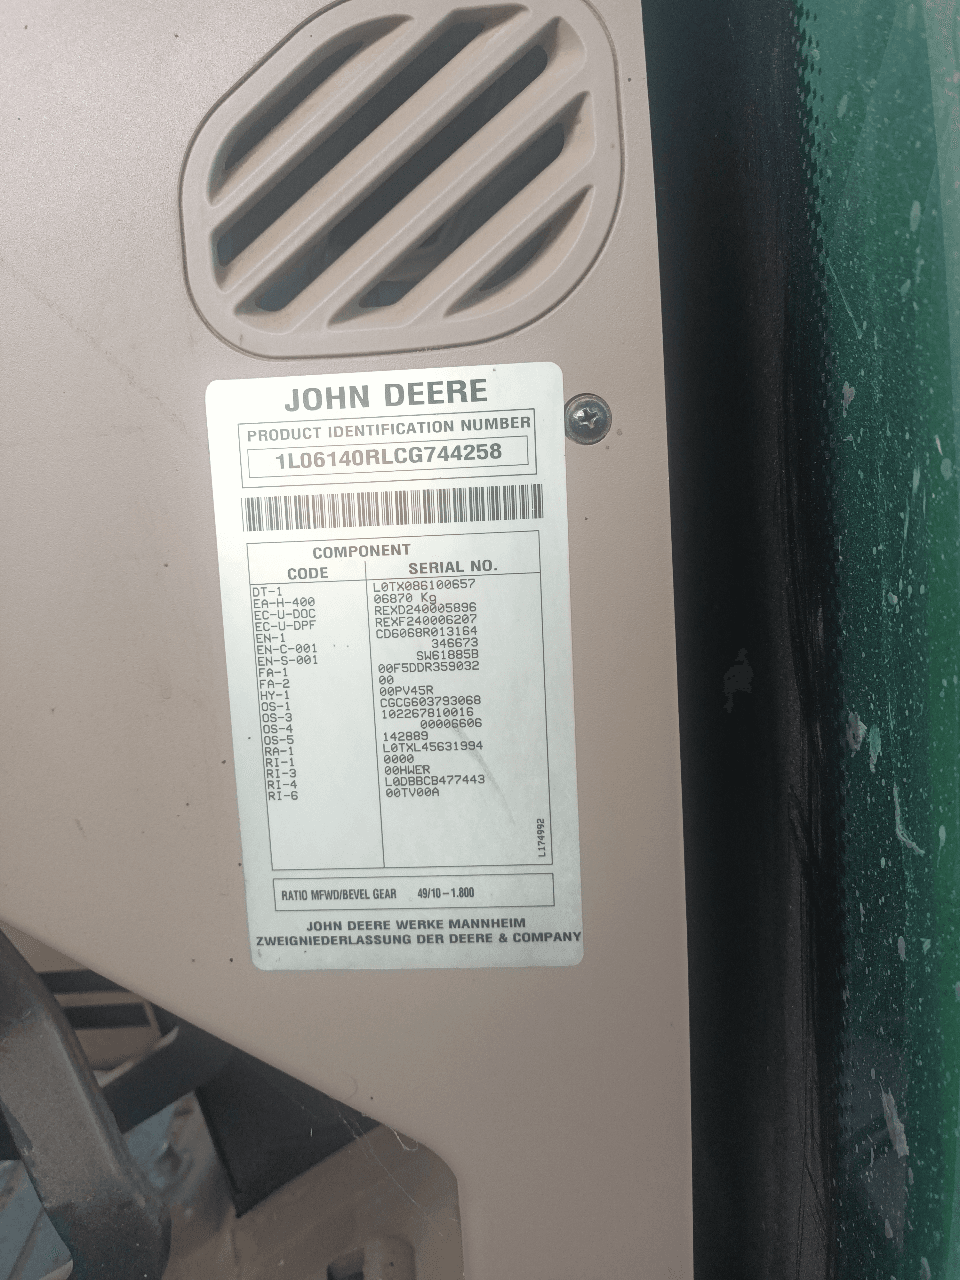 JOHN DEERE
PRODUCT IDENTIFICATION NUMBER
1L06140RLCG744258
COMPONENT
CODE SERIAL NO.
DT-1 L0TX086100657
EA-H-400 06870 Kg
EC-U-DOC REXD240005896
EC-U-DPF REXF240006207
EN-1 CD6068R013164
EN-C-001 346673
EN-S-001 SW61885B
FA-1 00F5DDR359032
FA-2 00
HY-1 00PV45R
OS-1 CGCG603793068
OS-3 102267810016
OS-4 00006606
OS-5 142889
RA-1 L0TXL45631994
RI-1 0000
RI-3 00HWER
RI-4 L0DBBCB477443
RI-6 00TV00A
L174992
RATIO MFWD/BEVEL GEAR 49/10-1.800
JOHN DEERE WERKE MANNHEIM
ZWEIGNIEDERLASSUNG DER DEERE & COMPANY